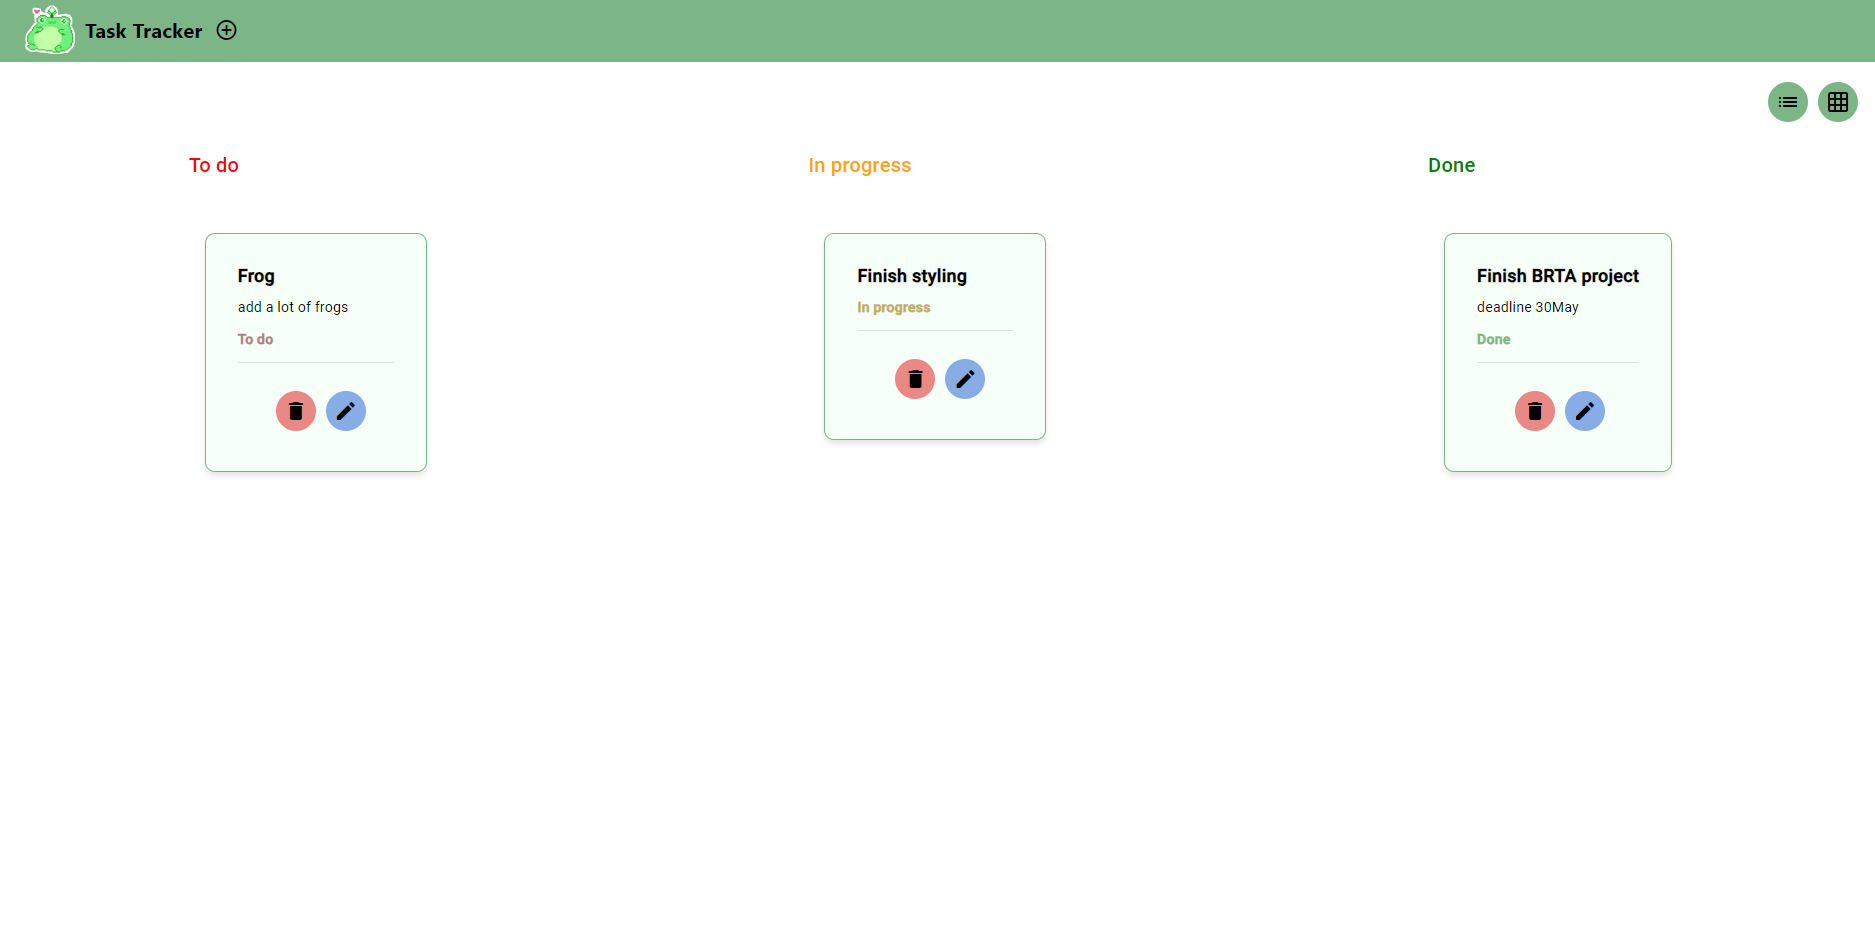 Task Tracker
To do
Frog
add a lot of frogs
To do
In progress
Finish styling
In progress
Done
Finish BRTA project
deadline 30May
Done